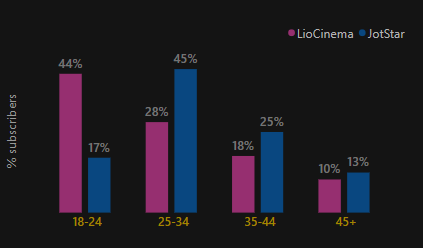 LioCinema JotStar
% subscribers
44% 17% 28% 45% 18% 25% 10% 13%
18-24 25-34 35-44 45+